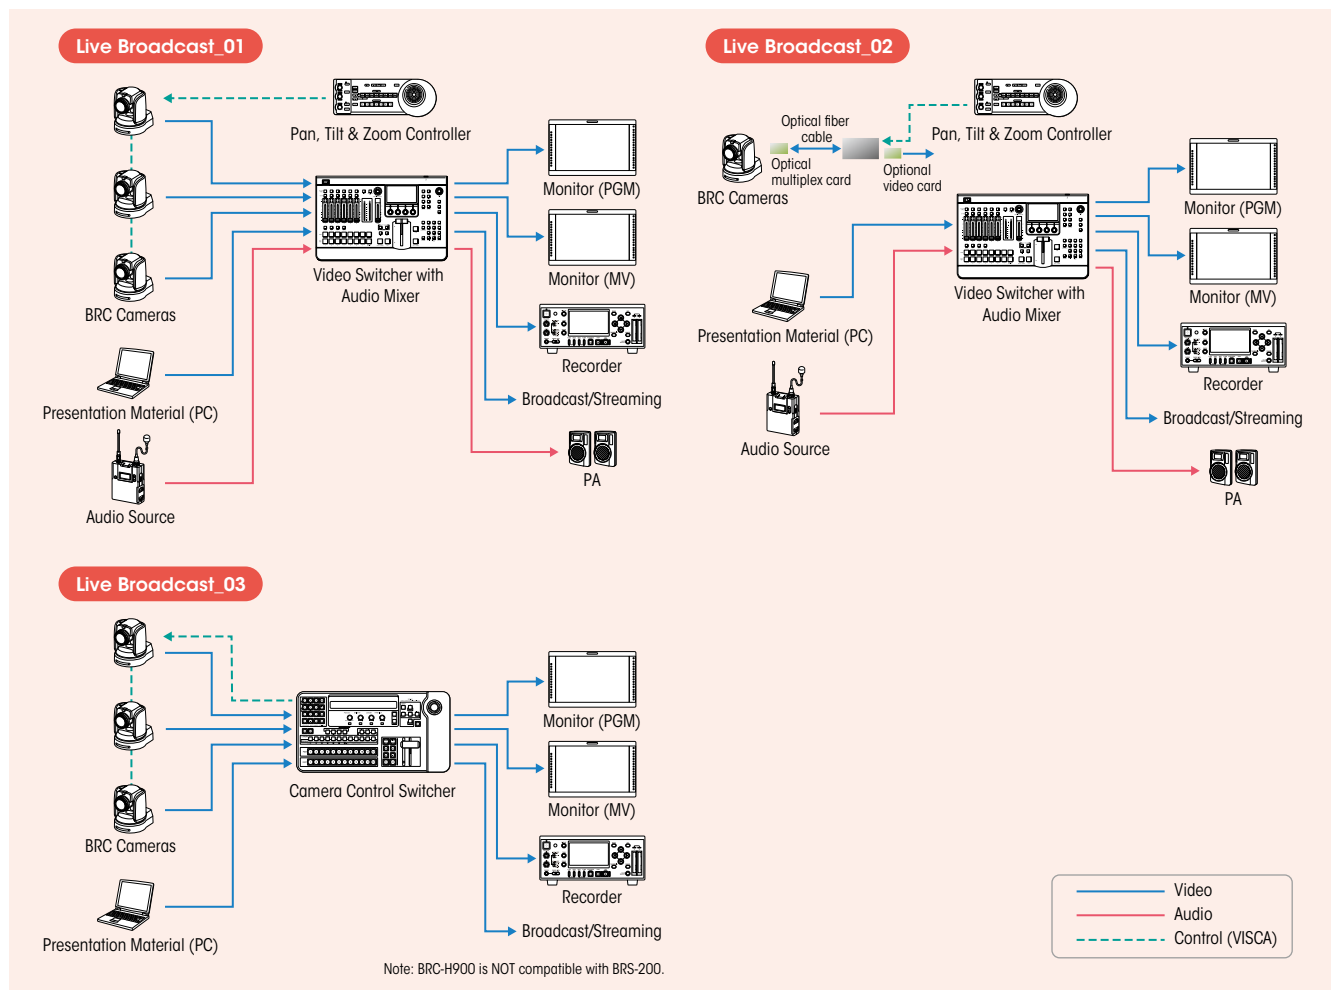 Live Broadcast_01
Pan, Tilt & Zoom Controller
BRC Cameras
Presentation Material (PC)
Audio Source
Video Switcher with
Audio Mixer
Monitor (PGM)
Monitor (MV)
Recorder
Broadcast/Streaming
PA
Live Broadcast_02
Pan, Tilt & Zoom Controller
Optical fiber
cable
Optical
multiplex card
Optional
video card
BRC Cameras
Presentation Material (PC)
Audio Source
Video Switcher with
Audio Mixer
Monitor (PGM)
Monitor (MV)
Recorder
Broadcast/Streaming
PA
Live Broadcast_03
BRC Cameras
Presentation Material (PC)
Camera Control Switcher
Monitor (PGM)
Monitor (MV)
Recorder
Broadcast/Streaming
Note: BRC-H900 is NOT compatible with BRS-200.
Video
Audio
Control (VISCA)